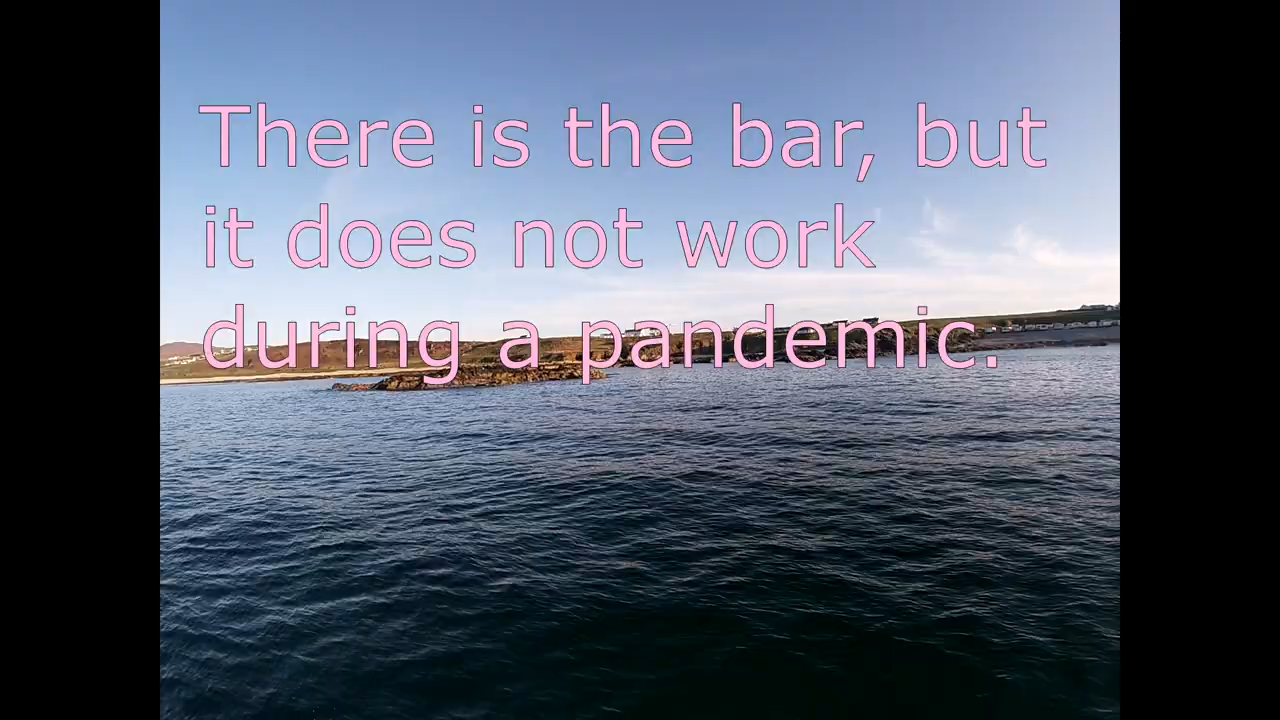 There is the bar, but
it does not work
during a pandemic.